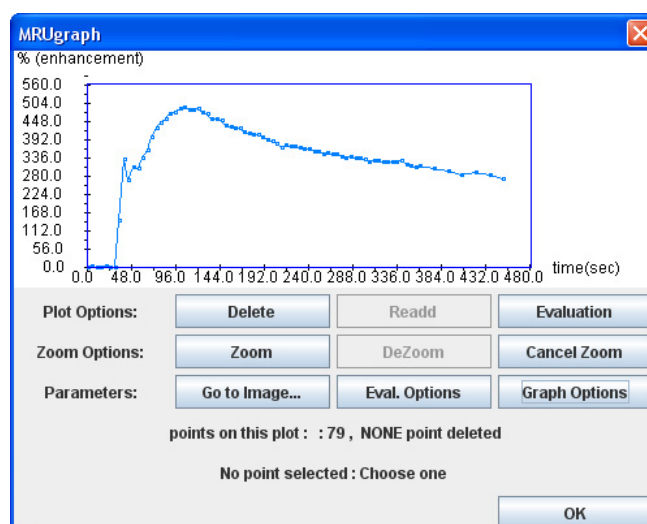 MRUgraph
% (enhancement)
560.0
504.0
448.0
392.0
336.0
280.0
224.0
168.0
112.0
56.0
0.0
0.0 48.0 96.0 144.0 192.0 240.0 288.0 336.0 384.0 432.0 480.0 time(sec)
Plot Options: Delete Readd Evaluation
Zoom Options: Zoom DeZoom Cancel Zoom
Parameters: Go to Image... Eval. Options Graph Options
points on this plot : : 79 , NONE point deleted
No point selected : Choose one
OK